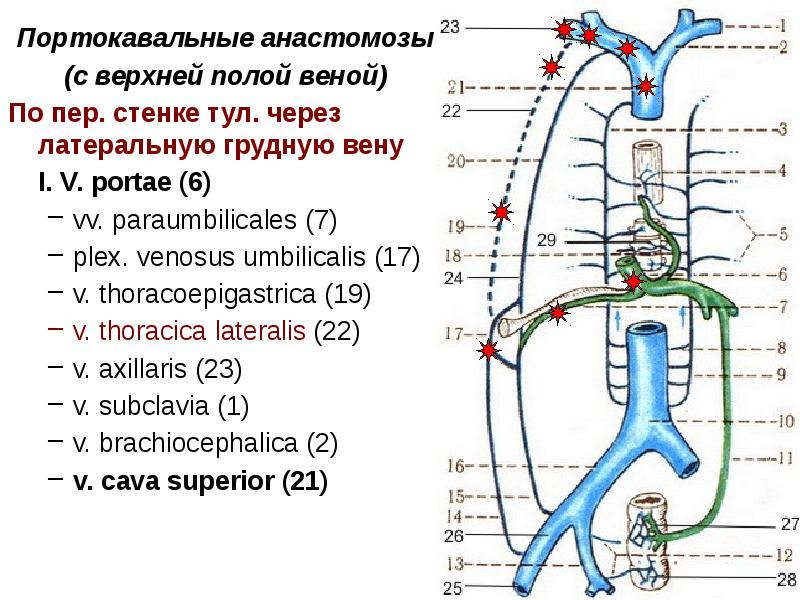 Портокавальные анастомозы
(с верхней полой веной)
По пер. стенке тул. через
латеральную грудную вену
I. V. portae (6)
– vv. paraumbilicales (7)
– plex. venosus umbilicalis (17)
– v. thoracoepigastrica (19)
– v. thoracica lateralis (22)
– v. axillaris (23)
– v. subclavia (1)
– v. brachiocephalica (2)
– v. cava superior (21)
23
21
22
20
19
29
18
24
17
16
15
14
26
13
25
1
2
3
4
5
6
7
8
9
10
11
27
12
28